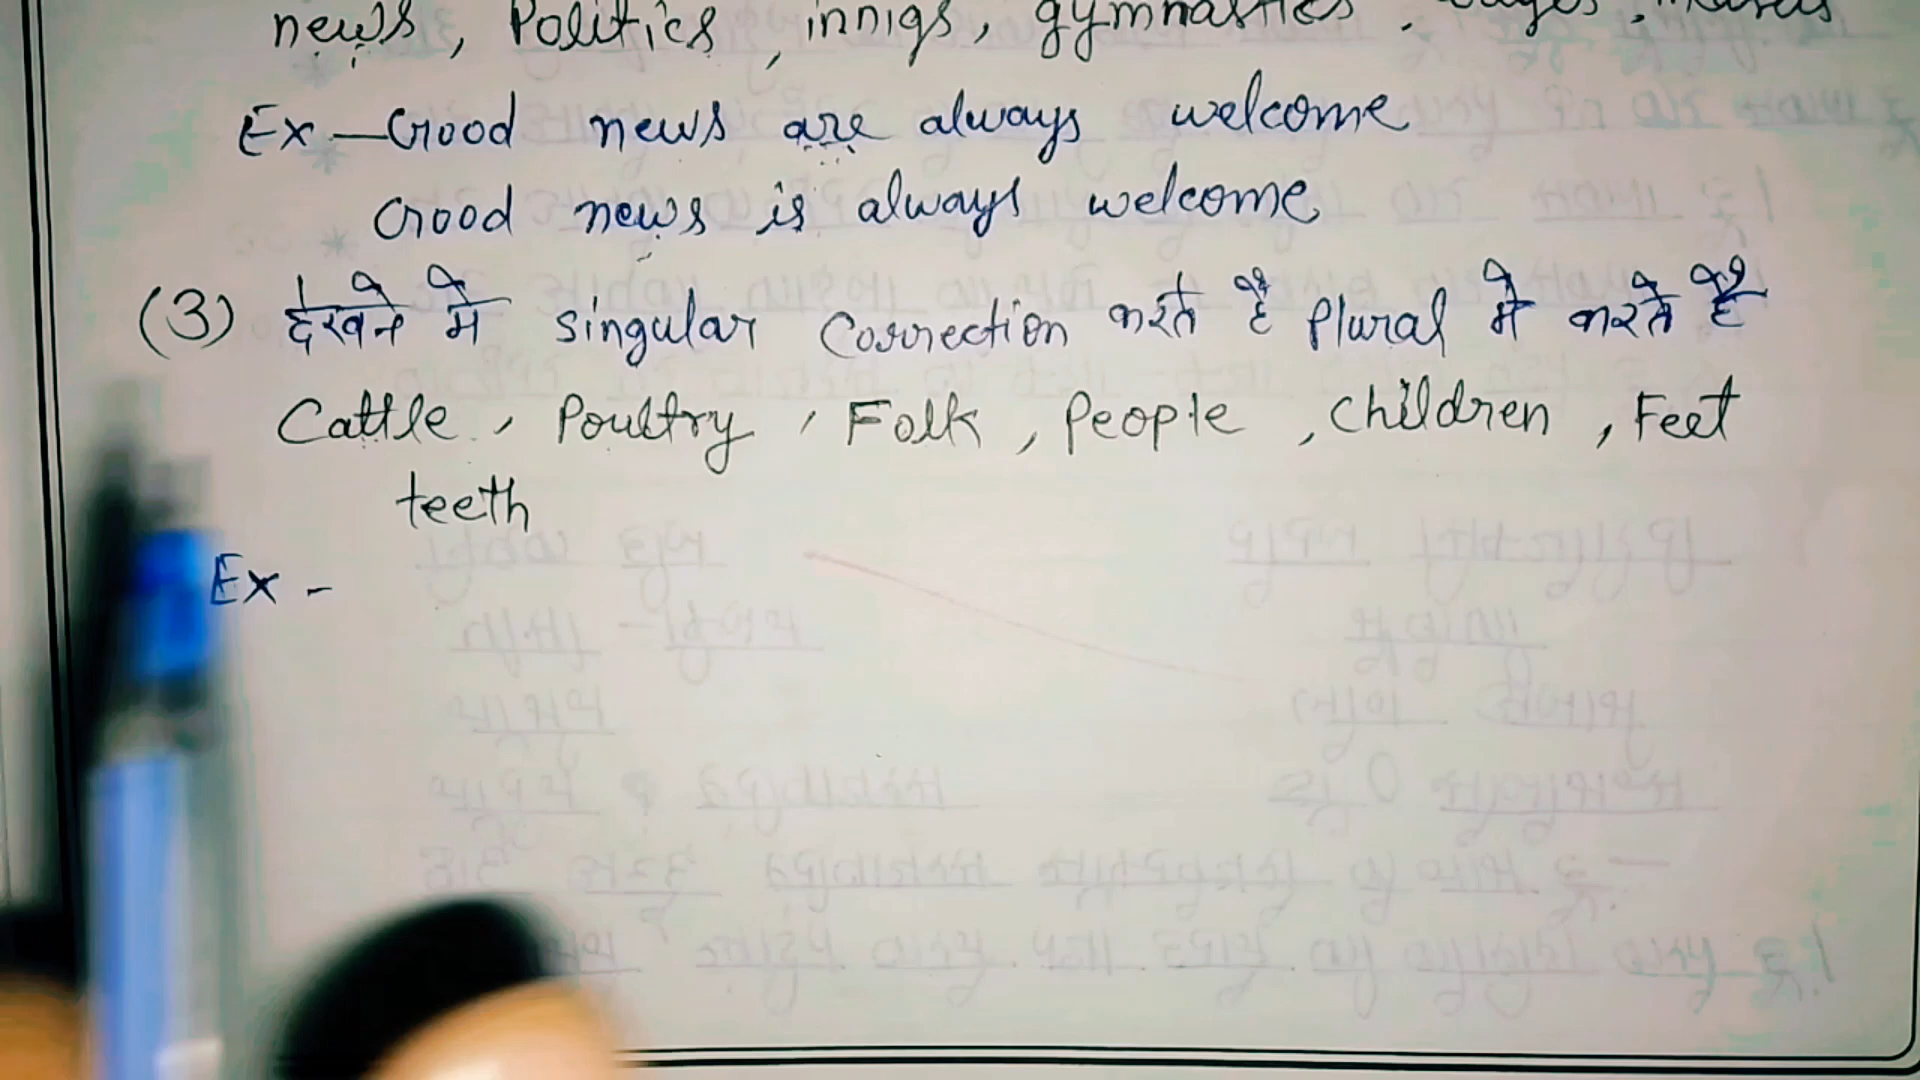 news, Politics, innigs, gymnastics,
Ex – Good news are always welcome
Good news is always welcome
(3) देखने मे singular Correction करते है Plural मे करते है
Cattle, Poultry, Folk, People, children, Feet
teeth
Ex -